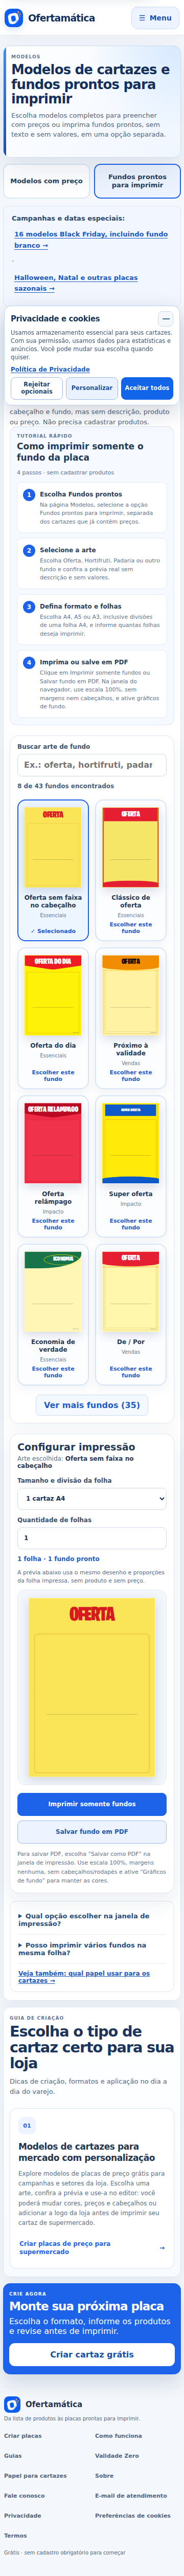 Ofertamática
☰ Menu
MODELOS
Modelos de cartazes e
fundos prontos para
imprimir
Escolha modelos completos para preencher
com preços ou imprima fundos prontos, sem
texto e sem valores, em uma opção separada.
Modelos com preço
Fundos prontos
para imprimir
Campanhas e datas especiais:
16 modelos Black Friday, incluindo fundo
branco →
·
Halloween, Natal e outras placas
sazonais →
Privacidade e cookies
—
Usamos armazenamento essencial para seus cartazes.
Com sua permissão, usamos dados para estatísticas e
anúncios. Você pode mudar sua escolha quando
quiser.
Política de Privacidade
Rejeitar
opcionais
Personalizar
Aceitar todos
cabeçalho e fundo, mas sem descrição, produto
ou preço. Não precisa cadastrar produtos.
TUTORIAL RÁPIDO
Como imprimir somente o
fundo da placa
4 passos · sem cadastrar produtos
1
Escolha Fundos prontos
Na página Modelos, selecione a opção
Fundos prontos para imprimir, separada
dos cartazes que já contêm preços.
2
Selecione a arte
Escolha Oferta, Hortifruti, Padaria ou outro
fundo e confira a prévia real sem
descrição e sem valores.
3
Defina formato e folhas
Escolha A4, A5 ou A3, inclusive divisões
de uma folha A4, e informe quantas folhas
deseja imprimir.
4
Imprima ou salve em PDF
Clique em Imprimir somente fundos ou
Salvar fundo em PDF. Na janela do
navegador, use escala 100%, sem
margens nem cabeçalhos, e ative gráficos
de fundo.
Buscar arte de fundo
Ex.: oferta, hortifruti, padar
8 de 43 fundos encontrados
OFERTA
Oferta sem faixa
no cabeçalho
Essenciais
✓ Selecionado
OFERTA
Clássico de
oferta
Essenciais
Escolher este
fundo
OFERTA DO DIA
Oferta do dia
Essenciais
Escolher este
fundo
OFERTA
Próximo à
validade
Vendas
Escolher este
fundo
OFERTA RELÂMPAGO
Oferta
relâmpago
Impacto
Escolher este
fundo
SUPER OFERTA
Super oferta
Impacto
Escolher este
fundo
ECONOMIA
Economia de
verdade
Essenciais
Escolher este
fundo
OFERTA
De / Por
Vendas
Escolher este
fundo
Ver mais fundos (35)
Configurar impressão
Arte escolhida: Oferta sem faixa no
cabeçalho
Tamanho e divisão da folha
1 cartaz A4
Quantidade de folhas
1
1 folha · 1 fundo pronto
A prévia abaixo usa o mesmo desenho e proporções
da folha impressa, sem produto e sem preço.
OFERTA
Imprimir somente fundos
Salvar fundo em PDF
Para salvar PDF, escolha “Salvar como PDF” na
janela de impressão. Use escala 100%, margens
nenhuma, sem cabeçalhos/rodapés e ative “Gráficos
de fundo” para manter as cores.
▶ Qual opção escolher na janela de
impressão?
▶ Posso imprimir vários fundos na
mesma folha?
Veja também: qual papel usar para os
cartazes →
GUIA DE CRIAÇÃO
Escolha o tipo de
cartaz certo para sua
loja
Dicas de criação, formatos e aplicação no dia a
dia do varejo.
01
Modelos de cartazes para
mercado com personalização
Explore modelos de placas de preço grátis para
campanhas e setores da loja. Escolha uma
arte, confira a prévia e use-a no editor: você
poderá mudar cores, preços e cabeçalhos ou
adicionar a logo da loja antes de imprimir seu
cartaz de supermercado.
Criar placas de preço para
supermercado →
CRIE AGORA
Monte sua próxima placa
Escolha o formato, informe os produtos
e revise antes de imprimir.
Criar cartaz grátis
Ofertamática
Da lista de produtos às placas prontas para imprimir.
Criar placas
Como funciona
Guias
Validade Zero
Papel para cartazes
Sobre
Fale conosco
E-mail de atendimento
Privacidade
Preferências de cookies
Termos
Grátis · sem cadastro obrigatório para começar